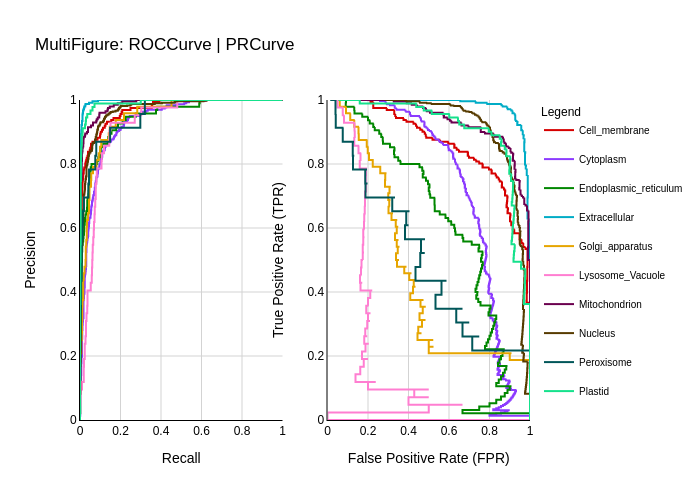 MultiFigure: ROCCurve | PRCurve
Precision
1
0.8
0.6
0.4
0.2
0
0 0.2 0.4 0.6 0.8 1
Recall
True Positive Rate (TPR)
1
0.8
0.6
0.4
0.2
0
0 0.2 0.4 0.6 0.8 1
False Positive Rate (FPR)
Legend
Cell_membrane
Cytoplasm
Endoplasmic_reticulum
Extracellular
Golgi_apparatus
Lysosome_Vacuole
Mitochondrion
Nucleus
Peroxisome
Plastid